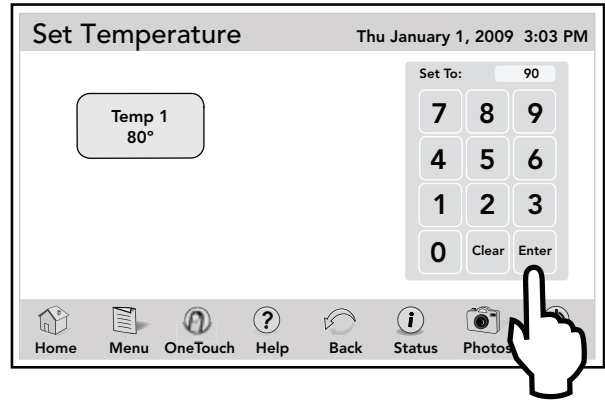 Set Temperature Thu January 1, 2009 3:03 PM
Set To: 90
Temp 1
80º
7 8 9
4 5 6
1 2 3
0 Clear Enter
Home Menu OneTouch Help Back Status Photos